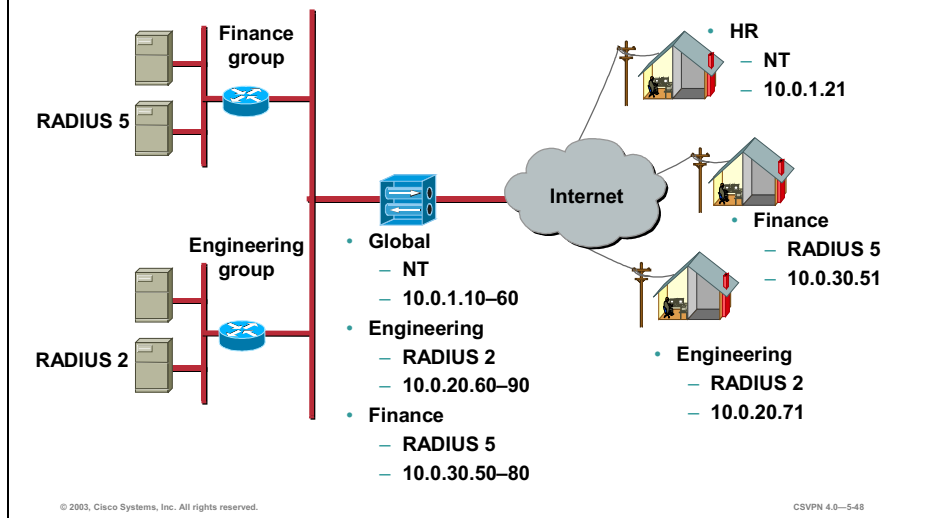 Finance
group
RADIUS 5
Engineering
group
RADIUS 2
• Global
– NT
– 10.0.1.10–60
• Engineering
– RADIUS 2
– 10.0.20.60–90
• Finance
– RADIUS 5
– 10.0.30.50–80
Internet
• HR
– NT
– 10.0.1.21
• Finance
– RADIUS 5
– 10.0.30.51
• Engineering
– RADIUS 2
– 10.0.20.71
© 2003, Cisco Systems, Inc. All rights reserved.
CSVPN 4.0—5-48